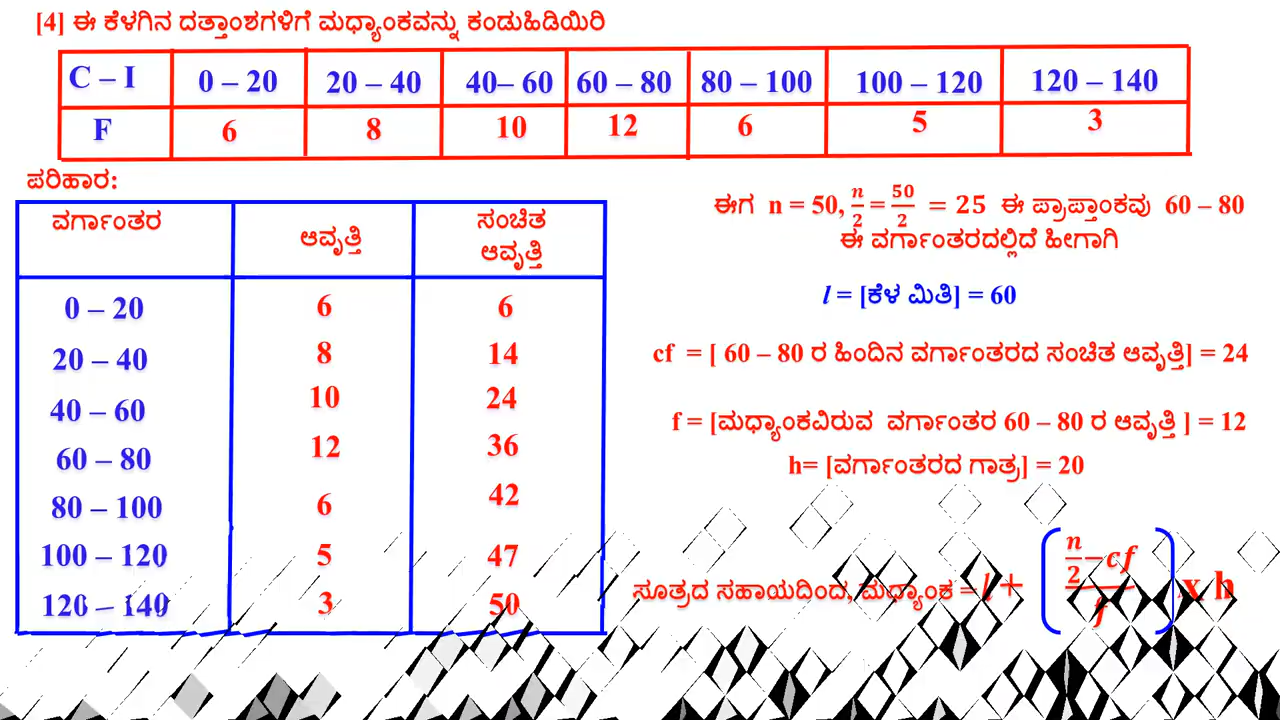 [4] ಈ ಕೆಳಗಿನ ದತ್ತಾಂಶಗಳಿಗೆ ಮಧ್ಯಾಂಕವನ್ನು ಕಂಡುಹಿಡಿಯಿರಿ
C – I 0 – 20 20 – 40 40– 60 60 – 80 80 – 100 100 – 120 120 – 140
F 6 8 10 12 6 5 3
ಪರಿಹಾರ:
ವರ್ಗಾಂತರ ಆವೃತ್ತಿ ಸಂಚಿತ ಆವೃತ್ತಿ
0 – 20 6 6
20 – 40 8 14
40 – 60 10 24
60 – 80 12 36
80 – 100 6 42
100 – 120 5 47
120 – 140 3 50
ಈಗ n = 50, n/2 = 50/2 = 25 ಈ ಪ್ರಾಪ್ತಾಂಕವು 60 – 80
ಈ ವರ್ಗಾಂತರದಲ್ಲಿದೆ ಹೀಗಾಗಿ
l = [ಕೆಳ ಮಿತಿ] = 60
cf = [ 60 – 80 ರ ಹಿಂದಿನ ವರ್ಗಾಂತರದ ಸಂಚಿತ ಆವೃತ್ತಿ] = 24
f = [ಮಧ್ಯಾಂಕವಿರುವ ವರ್ಗಾಂತರ 60 – 80 ರ ಆವೃತ್ತಿ ] = 12
h= [ವರ್ಗಾಂತರದ ಗಾತ್ರ] = 20
ಸೂತ್ರದ ಸಹಾಯದಿಂದ, ಮಧ್ಯಾಂಕ = l + ((n/2 – cf)/f) x h